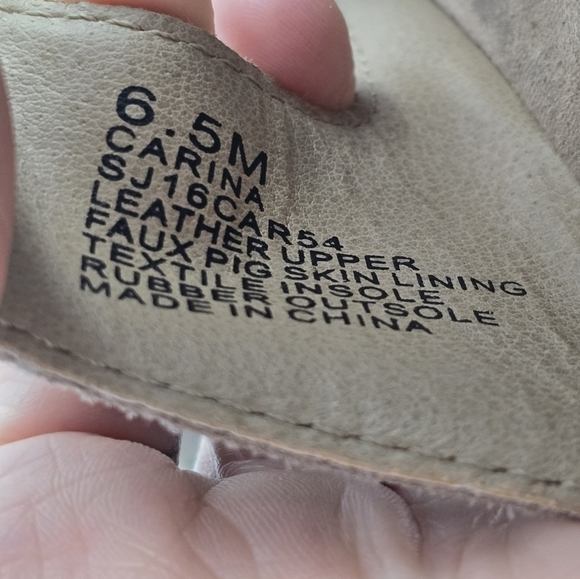 6.5M
CARINA
SJ16CAR54
LEATHER UPPER
FAUX PIG SKIN LINING
TEXTILE INSOLE
RUBBER OUTSOLE
MADE IN CHINA